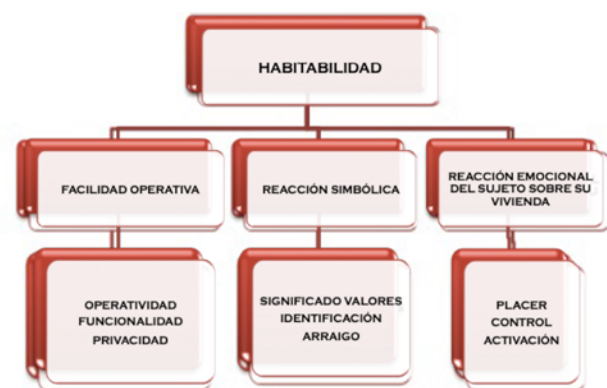 HABITABILIDAD
FACILIDAD OPERATIVA
REACCIÓN SIMBÓLICA
REACCIÓN EMOCIONAL
DEL SUJETO SOBRE SU
VIVIENDA
OPERATIVIDAD
FUNCIONALIDAD
PRIVACIDAD
SIGNIFICADO VALORES
IDENTIFICACIÓN
ARRAIGO
PLACER
CONTROL
ACTIVACIÓN